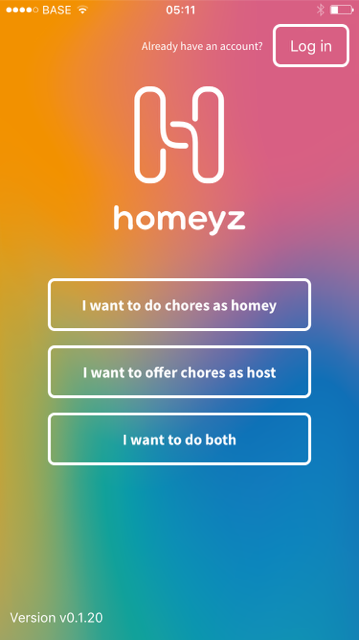 BASE 05:11
Already have an account? Log in
homeyz
I want to do chores as homey
I want to offer chores as host
I want to do both
Version v0.1.20